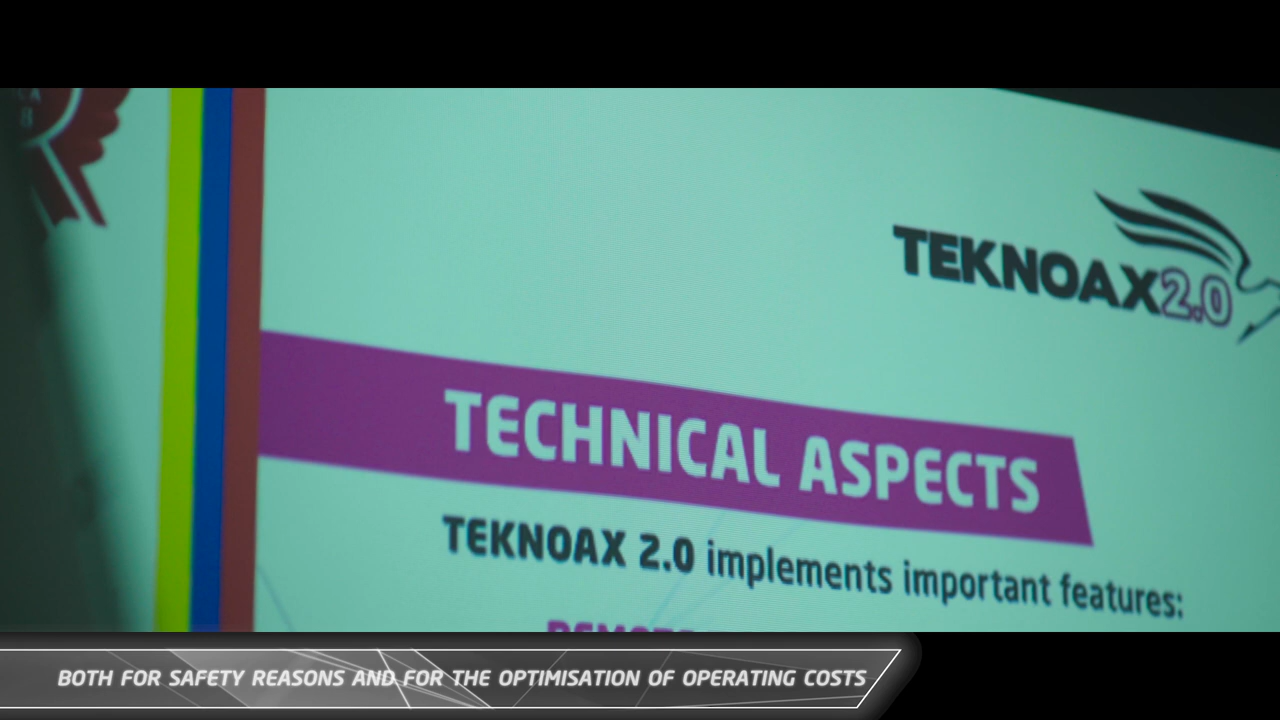 TEKNOAX2.0
TECHNICAL ASPECTS
TEKNOAX 2.0 implements important features:
BOTH FOR SAFETY REASONS AND FOR THE OPTIMISATION OF OPERATING COSTS